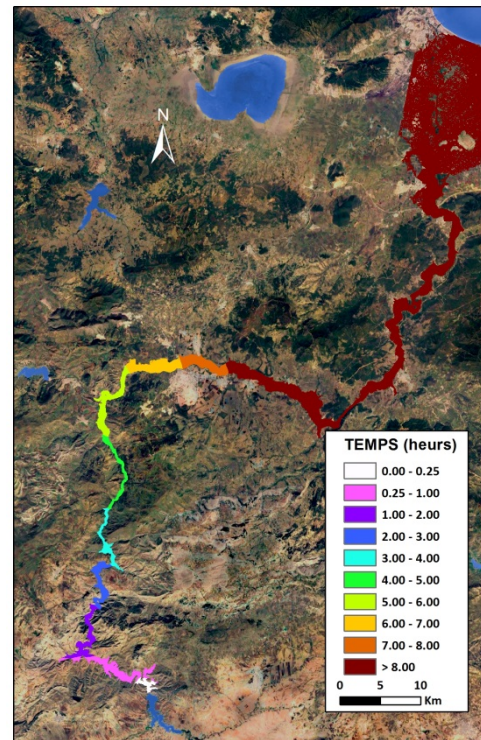 N
TEMPS (heurs)
0.00 - 0.25
0.25 - 1.00
1.00 - 2.00
2.00 - 3.00
3.00 - 4.00
4.00 - 5.00
5.00 - 6.00
6.00 - 7.00
7.00 - 8.00
> 8.00
0 5 10
Km